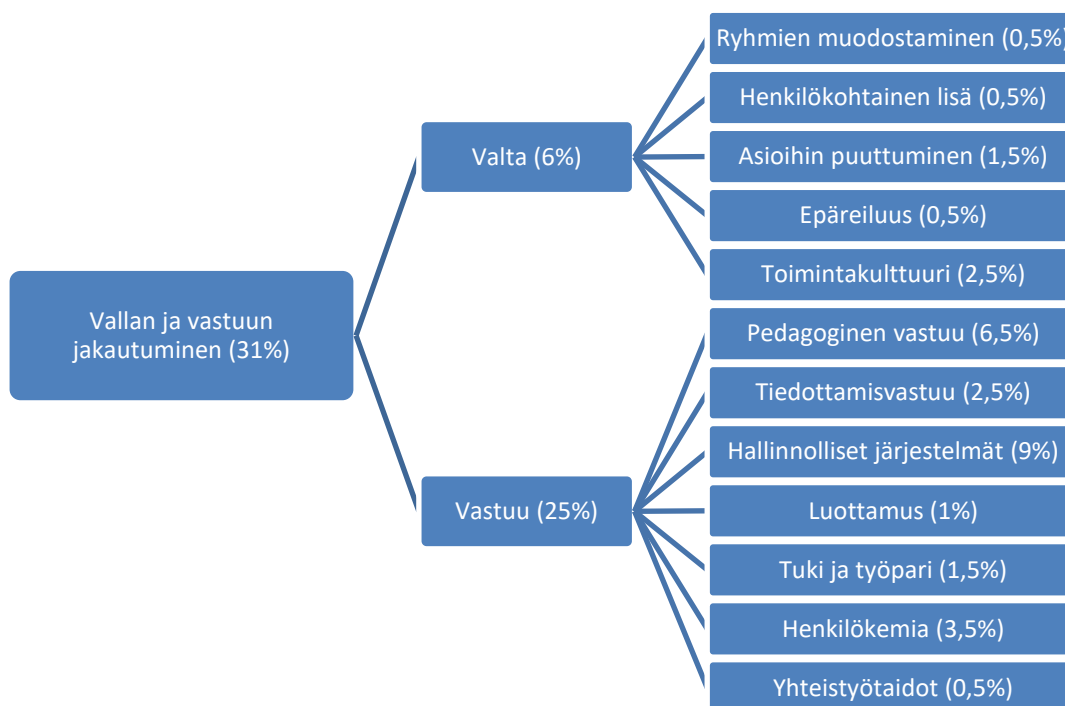 Ryhmien muodostaminen (0,5%)
Henkilökohtainen lisä (0,5%)
Valta (6%)
Asioihin puuttuminen (1,5%)
Epäreiluus (0,5%)
Toimintakulttuuri (2,5%)
Vallan ja vastuun
jakautuminen (31%)
Pedagoginen vastuu (6,5%)
Tiedottamisvastuu (2,5%)
Hallinnolliset järjestelmät (9%)
Vastuu (25%)
Luottamus (1%)
Tuki ja työpari (1,5%)
Henkilökemia (3,5%)
Yhteistyötaidot (0,5%)